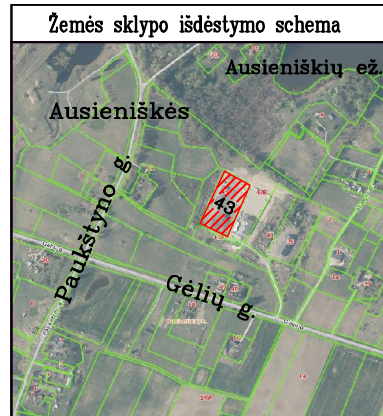 Žemės sklypo išdėstymo schema
Ausieniškių ež.
Ausieniškės
Paukštyno g.
43
Gėlių g.